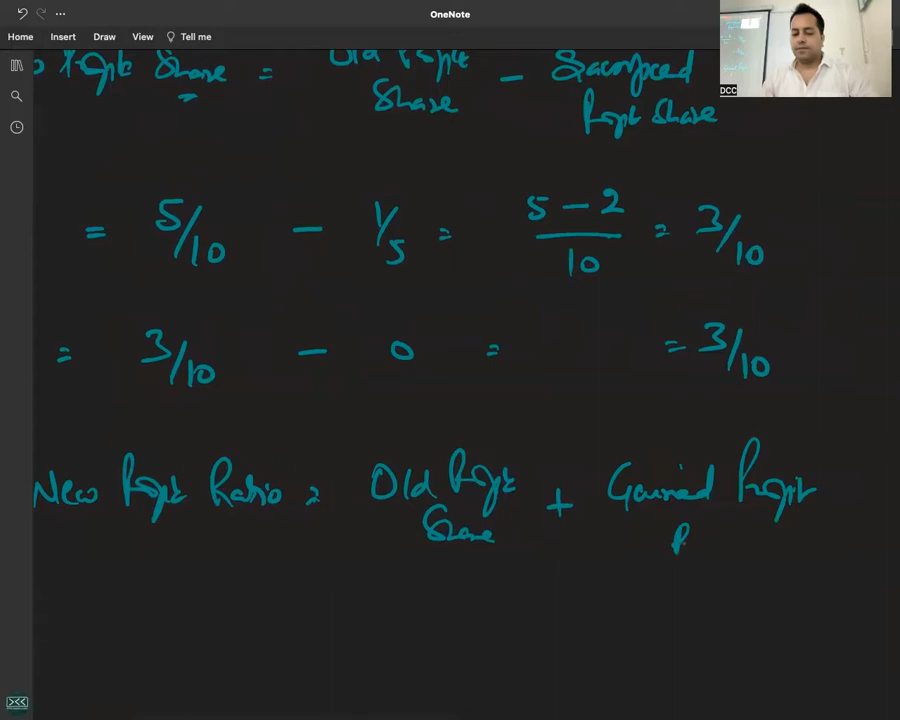 OneNote
Home Insert Draw View Tell me
DCC
Profit Share = Old Profit Share - Sacrificed Profit Share
= 5/10 - 1/5 = 5 - 2 / 10 = 3/10
= 3/10 - 0 = = 3/10
New Profit Ratio = Old Profit Share + Gained Profit